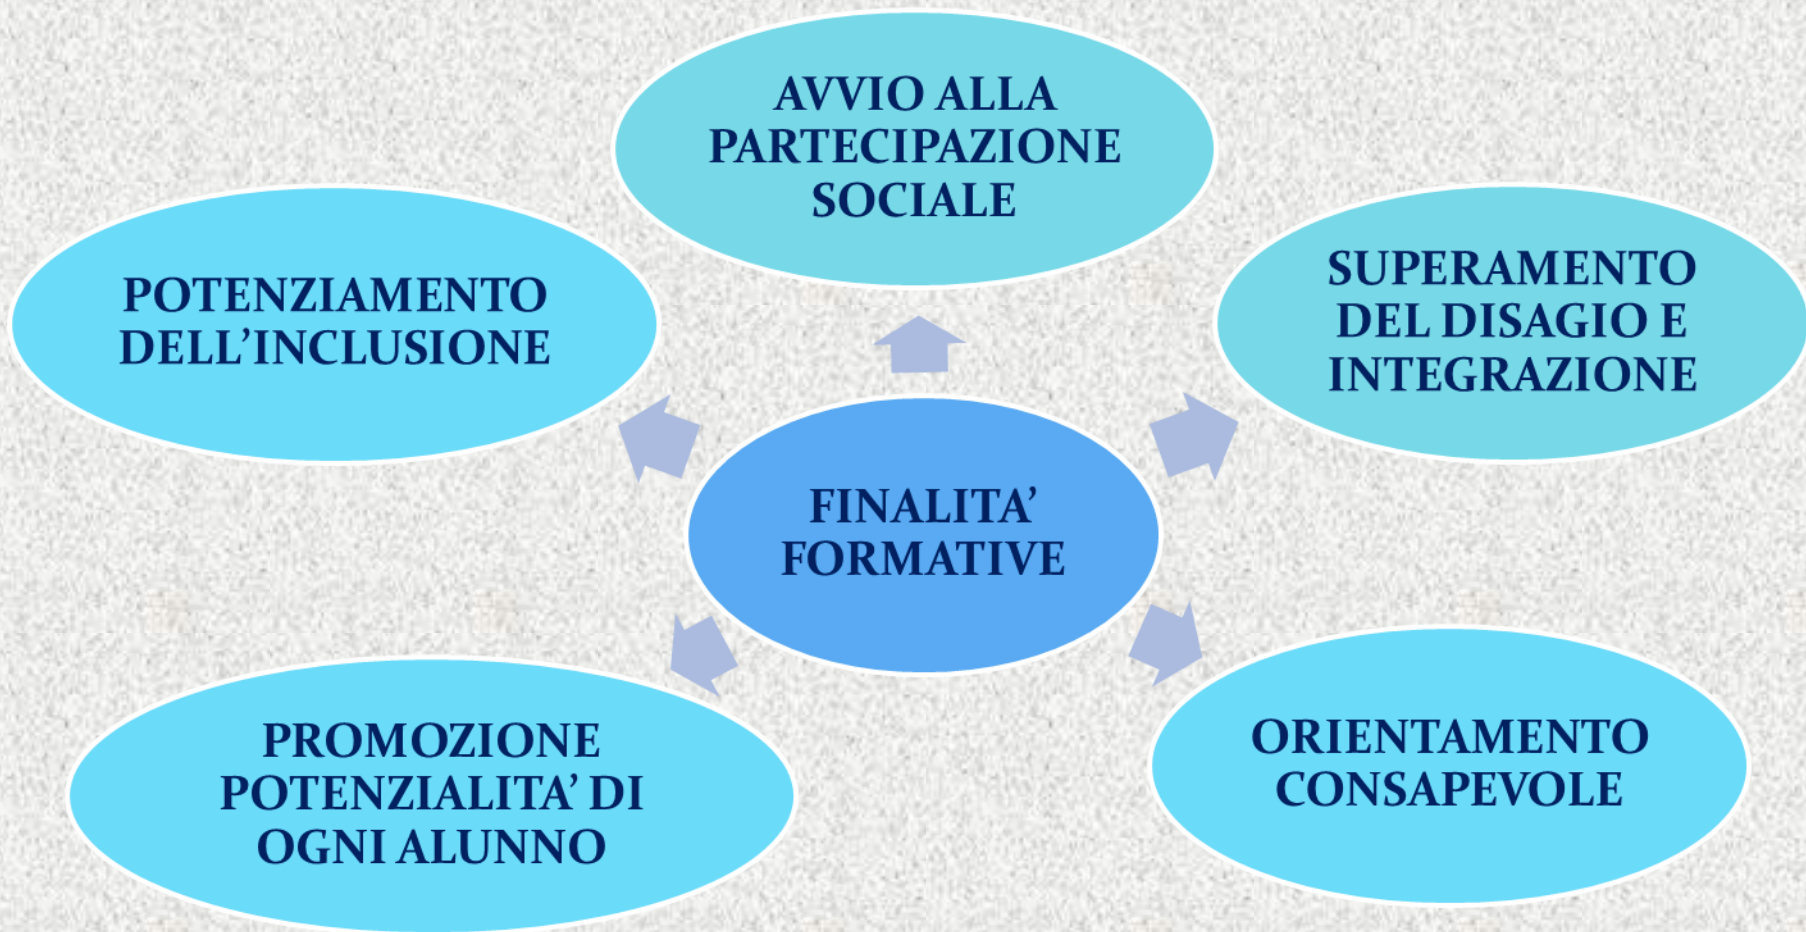 AVVIO ALLA
PARTECIPAZIONE
SOCIALE
POTENZIAMENTO
DELL’INCLUSIONE
SUPERAMENTO
DEL DISAGIO E
INTEGRAZIONE
FINALITA’
FORMATIVE
PROMOZIONE
POTENZIALITA’ DI
OGNI ALUNNO
ORIENTAMENTO
CONSAPEVOLE